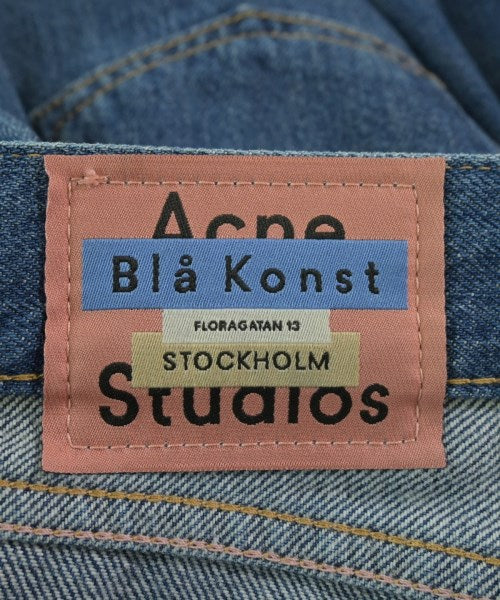 Acne
Blå Konst
FLORAGATAN 13
STOCKHOLM
Studios